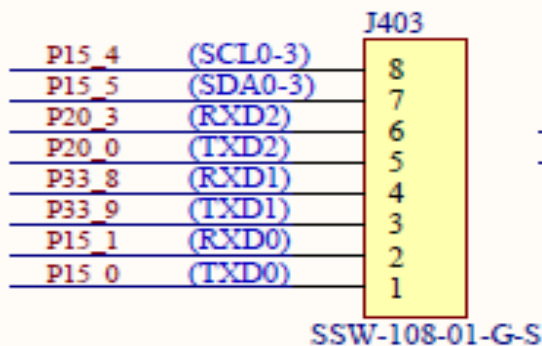 J403
P15_4 (SCL0-3) 8
P15_5 (SDA0-3) 7
P20_3 (RXD2) 6
P20_0 (TXD2) 5
P33_8 (RXD1) 4
P33_9 (TXD1) 3
P15_1 (RXD0) 2
P15_0 (TXD0) 1
SSW-108-01-G-S